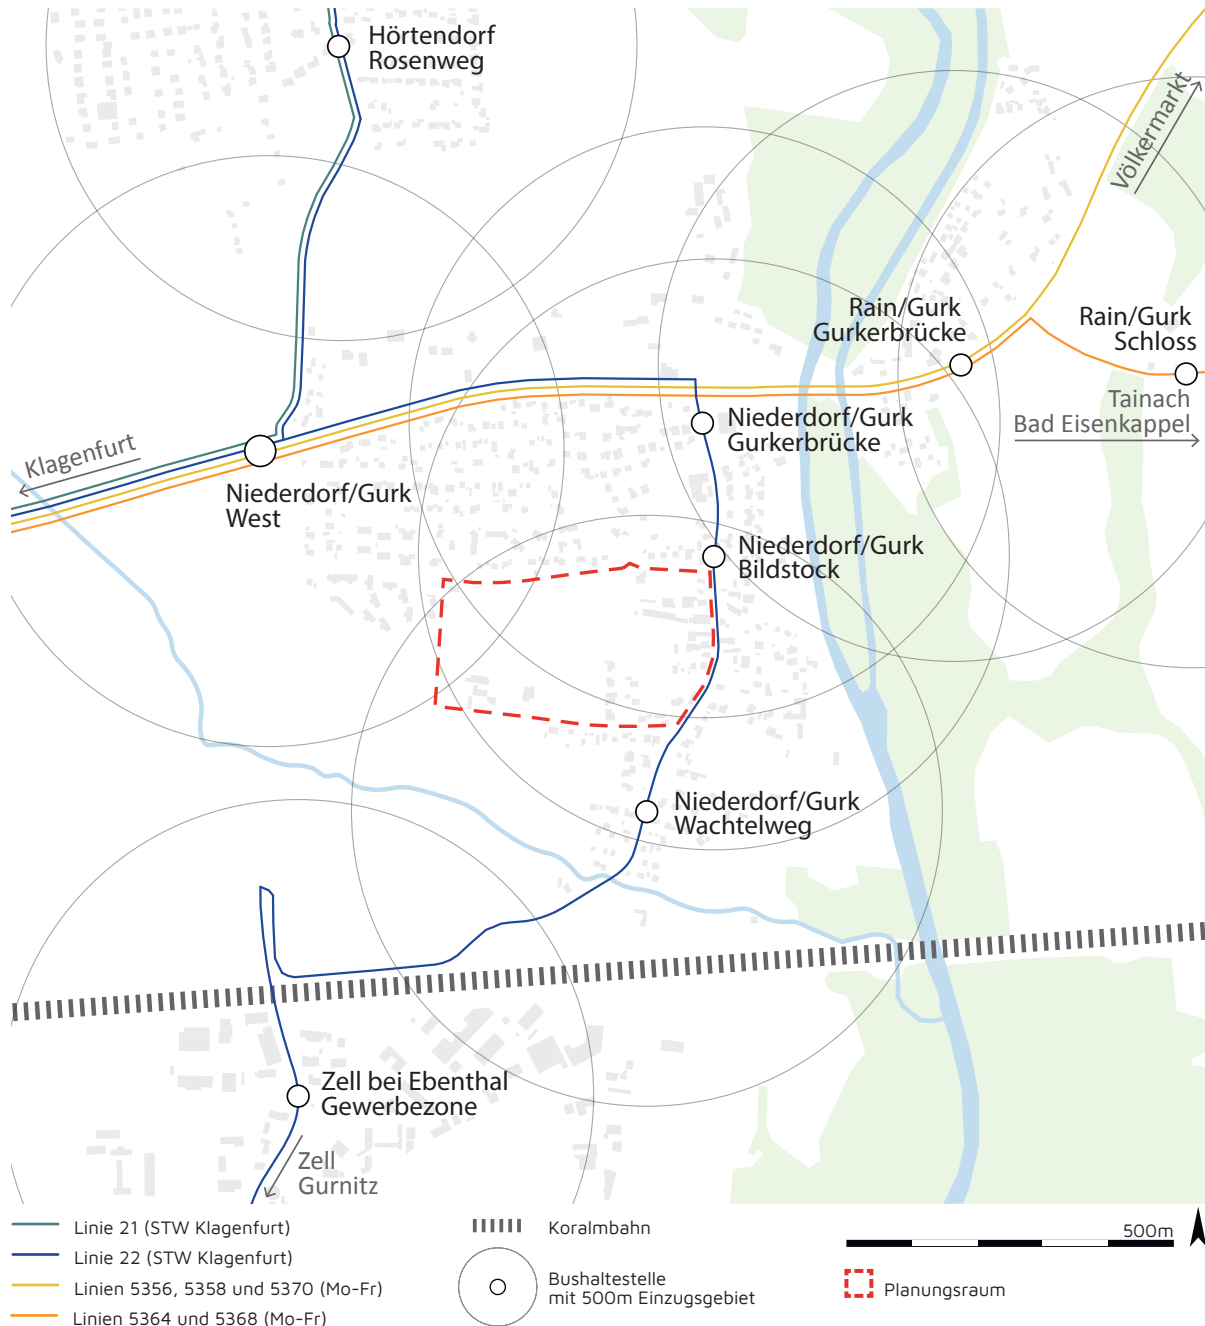 Hörtendorf
Rosenweg
Völkermarkt
Rain/Gurk
Gurkerbrücke
Rain/Gurk
Schloss
Tainach
Bad Eisenkappel
Niederdorf/Gurk
Gurkerbrücke
Klagenfurt
Niederdorf/Gurk
West
Niederdorf/Gurk
Bildstock
Niederdorf/Gurk
Wachtelweg
Zell bei Ebenthal
Gewerbezone
Zell
Gurnitz
Linie 21 (STW Klagenfurt)
Linie 22 (STW Klagenfurt)
Linien 5356, 5358 und 5370 (Mo-Fr)
Linien 5364 und 5368 (Mo-Fr)
Koralmbahn
Bushaltestelle
mit 500m Einzugsgebiet
500m
Planungsraum